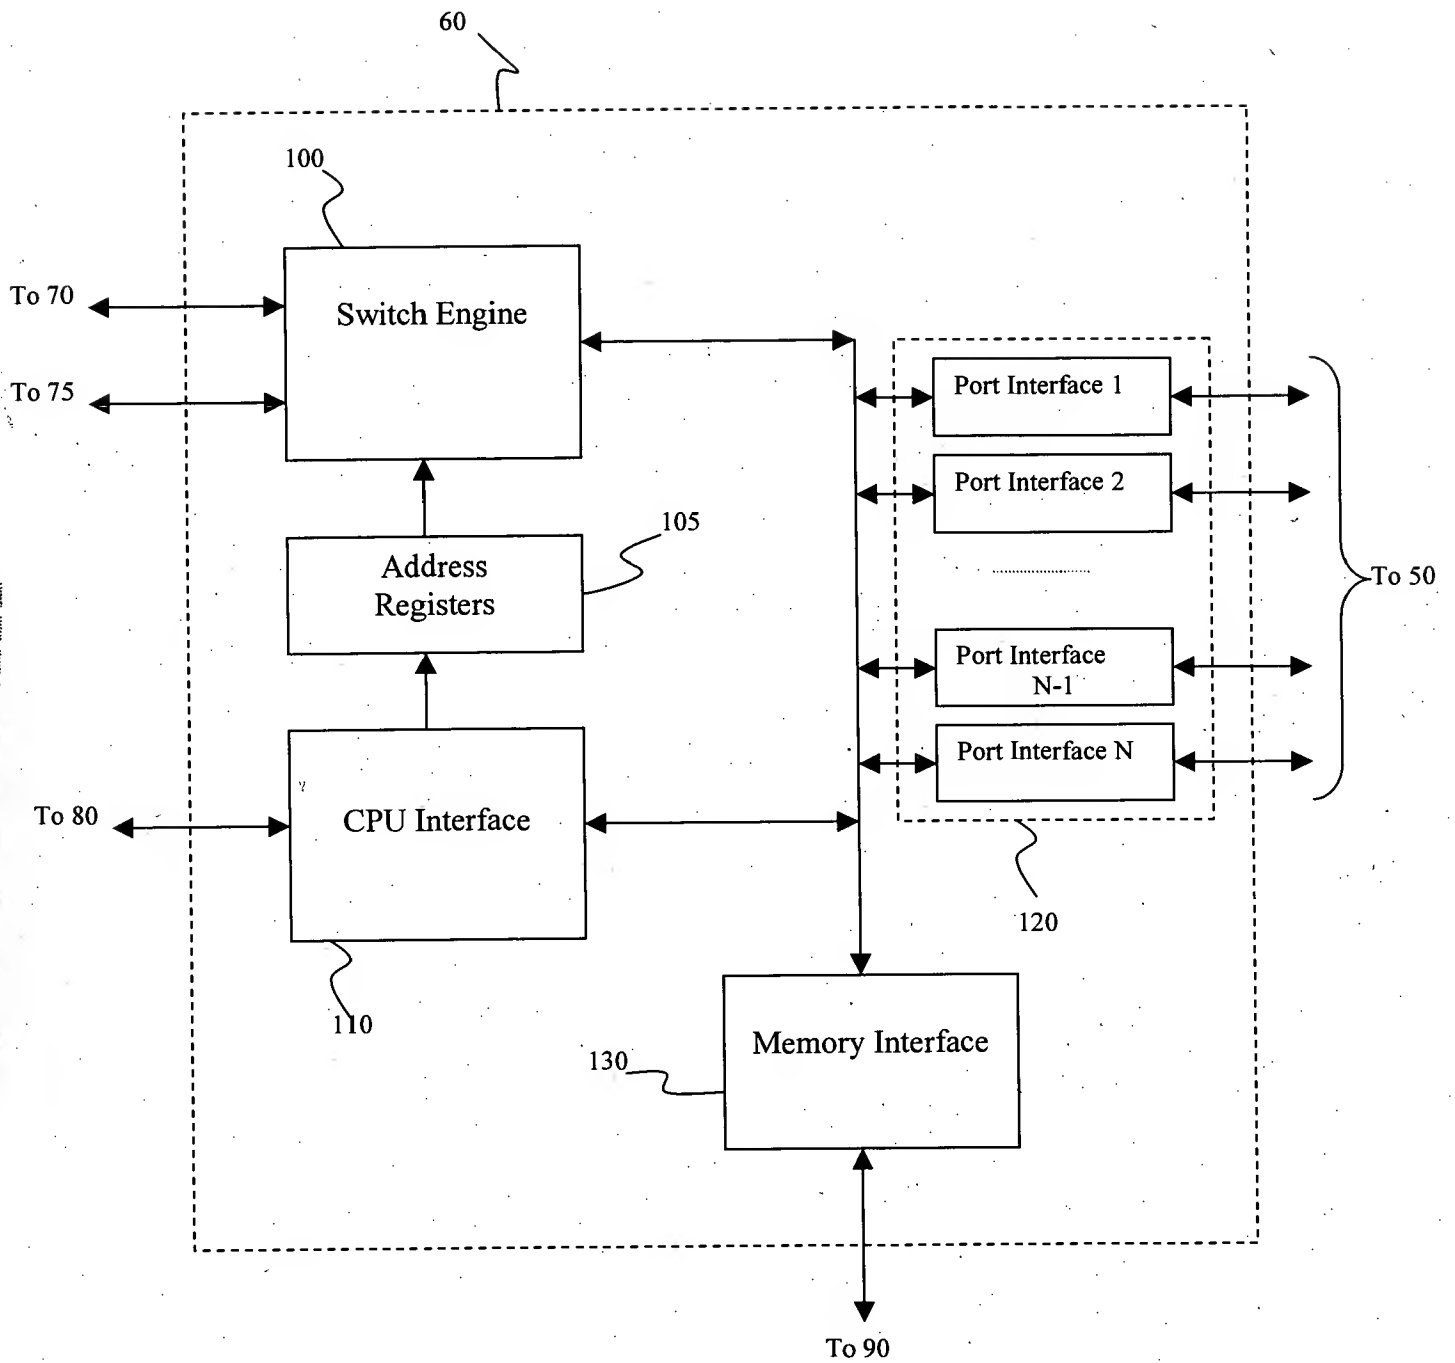 60
100
To 70
Switch Engine
To 75
Port Interface 1
Port Interface 2
105
Address
Registers
To 50
Port Interface
N-1
Port Interface N
To 80
CPU Interface
120
110
Memory Interface
130
To 90